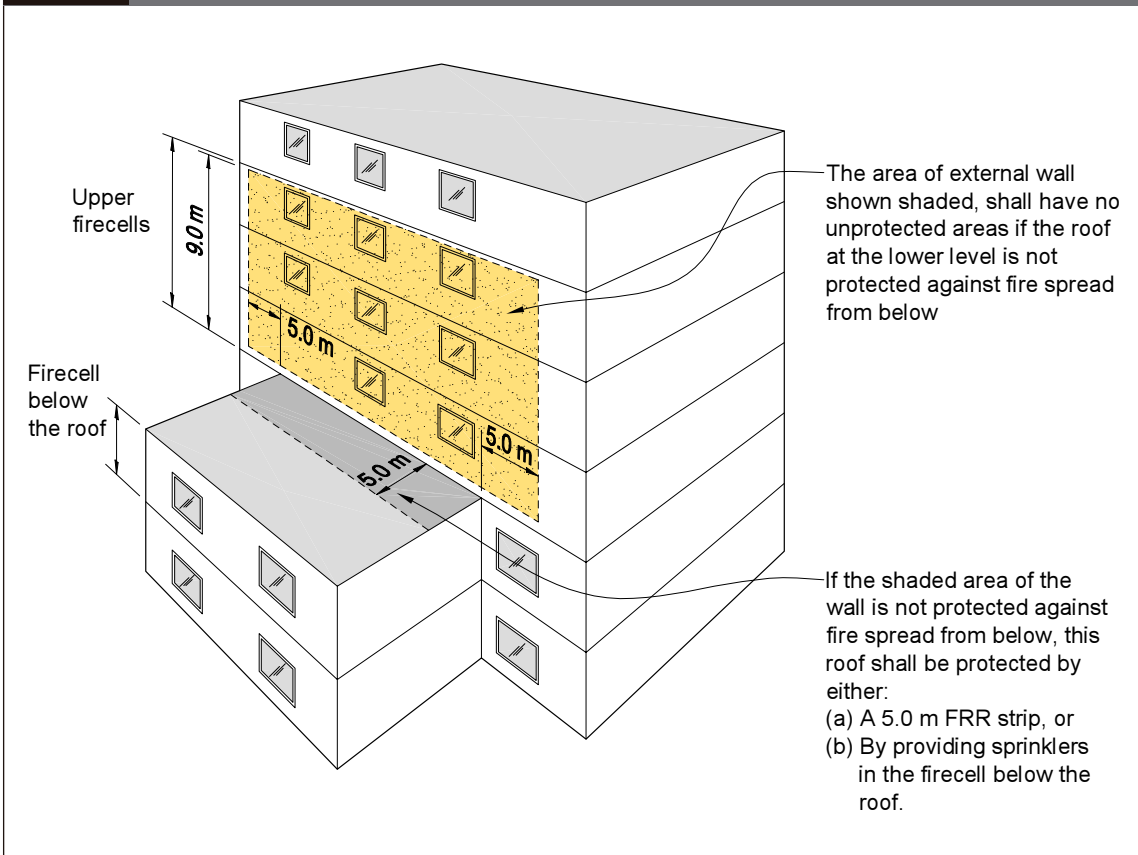 Upper
firecells
9.0 m
The area of external wall
shown shaded, shall have no
unprotected areas if the roof
at the lower level is not
protected against fire spread
from below
5.0 m
Firecell
below
the roof
5.0 m
5.0 m
If the shaded area of the
wall is not protected against
fire spread from below, this
roof shall be protected by
either:
(a) A 5.0 m FRR strip, or
(b) By providing sprinklers
in the firecell below the
roof.